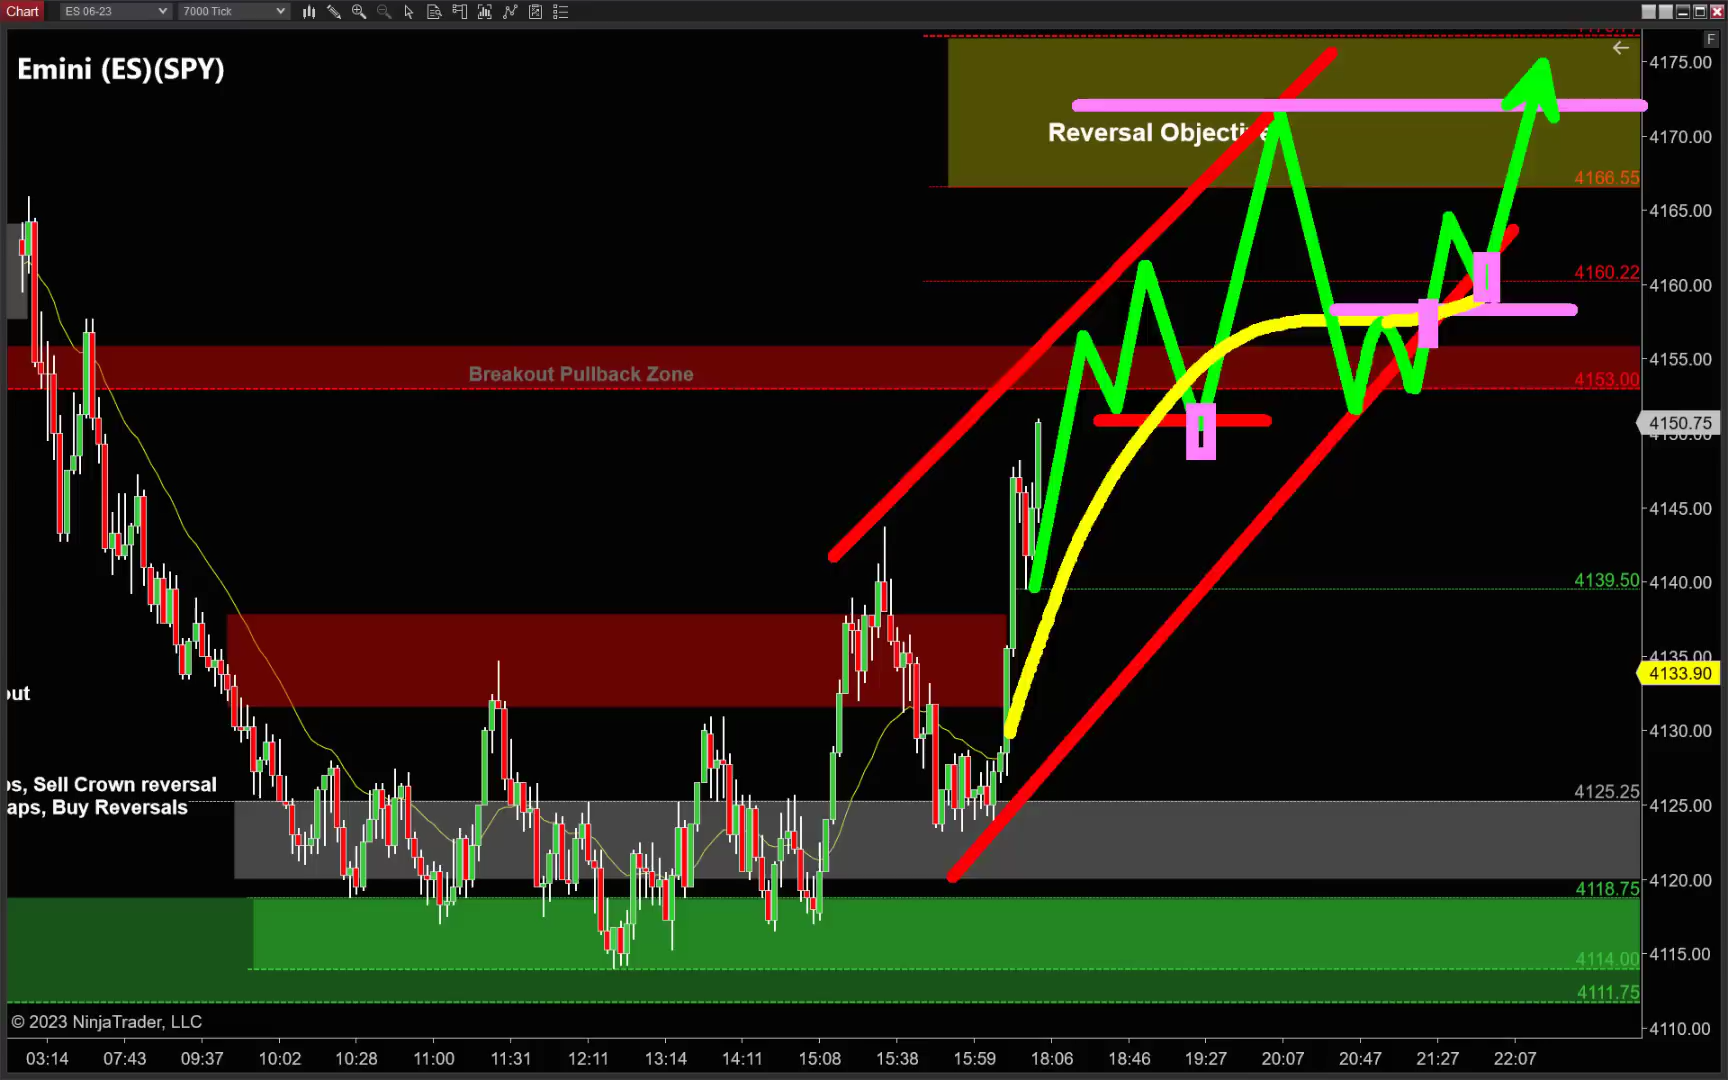 Chart
ES 06-23
7000 Tick
F
Emini (ES)(SPY)
4175.00
Reversal Objective
4170.00
4166.55
4165.00
4160.22
4160.00
4155.00
Breakout Pullback Zone
4153.00
4150.75
4145.00
4139.50
4140.00
4135.00
4133.90
out
4130.00
os, Sell Crown reversal
aps, Buy Reversals
4125.25
4125.00
4118.75
4120.00
4114.00
4115.00
4111.75
© 2023 NinjaTrader, LLC
4110.00
03:14 07:43 09:37 10:02 10:28 11:00 11:31 12:11 13:14 14:11 15:08 15:38 15:59 18:06 18:46 19:27 20:07 20:47 21:27 22:07